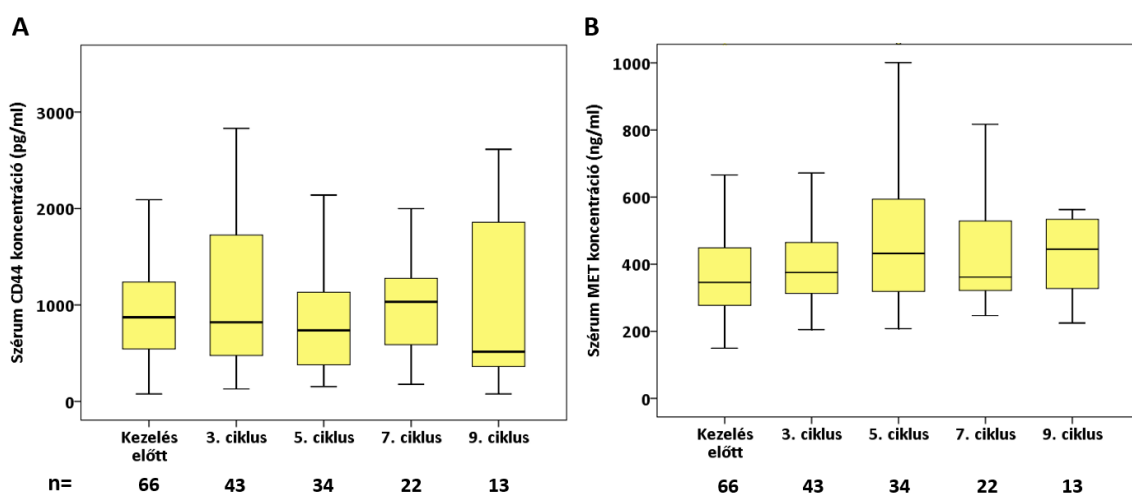 A
Szérum CD44 koncentráció (pg/ml)
3000
2000
1000
0
Kezelés előtt
3. ciklus
5. ciklus
7. ciklus
9. ciklus
n= 66 43 34 22 13
B
Szérum MET koncentráció (ng/ml)
1000
800
600
400
200
0
Kezelés előtt
3. ciklus
5. ciklus
7. ciklus
9. ciklus
66 43 34 22 13